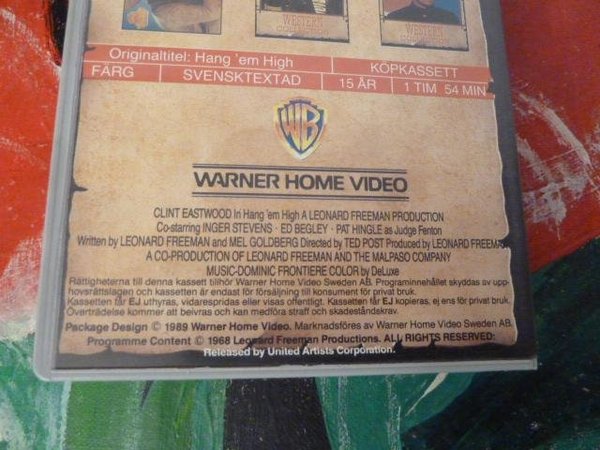 WESTERN
WESTERN
Originaltitel: Hang 'em High
KÖPKASSETT
FÄRG
SVENSKTEXTAD
15 ÅR
1 TIM 54 MIN
WB
WARNER HOME VIDEO
CLINT EASTWOOD In Hang 'em High A LEONARD FREEMAN PRODUCTION
Co-starring INGER STEVENS · ED BEGLEY · PAT HINGLE as Judge Fenton
Written by LEONARD FREEMAN and MEL GOLDBERG Directed by TED POST Produced by LEONARD FREEMAN
A CO-PRODUCTION OF LEONARD FREEMAN AND THE MALPASO COMPANY
MUSIC-DOMINIC FRONTIERE COLOR by DeLuxe
Rättigheterna till denna kassett tillhör Warner Home Video Sweden AB. Programinnehållet skyddas av upp-
hovsrättslagen och kassetten är endast för försäljning till konsument för privat bruk.
Kassetten får EJ uthyras, vidarespridas eller visas offentligt. Kassetten får EJ kopieras, ej ens för privat bruk.
Överträdelse kommer att beivras och kan medföra straff och skadeståndskrav.
Package Design © 1989 Warner Home Video. Marknadsföres av Warner Home Video Sweden AB
Programme Content © 1968 Leonard Freeman Productions. ALL RIGHTS RESERVED.
Released by United Artists Corporation.